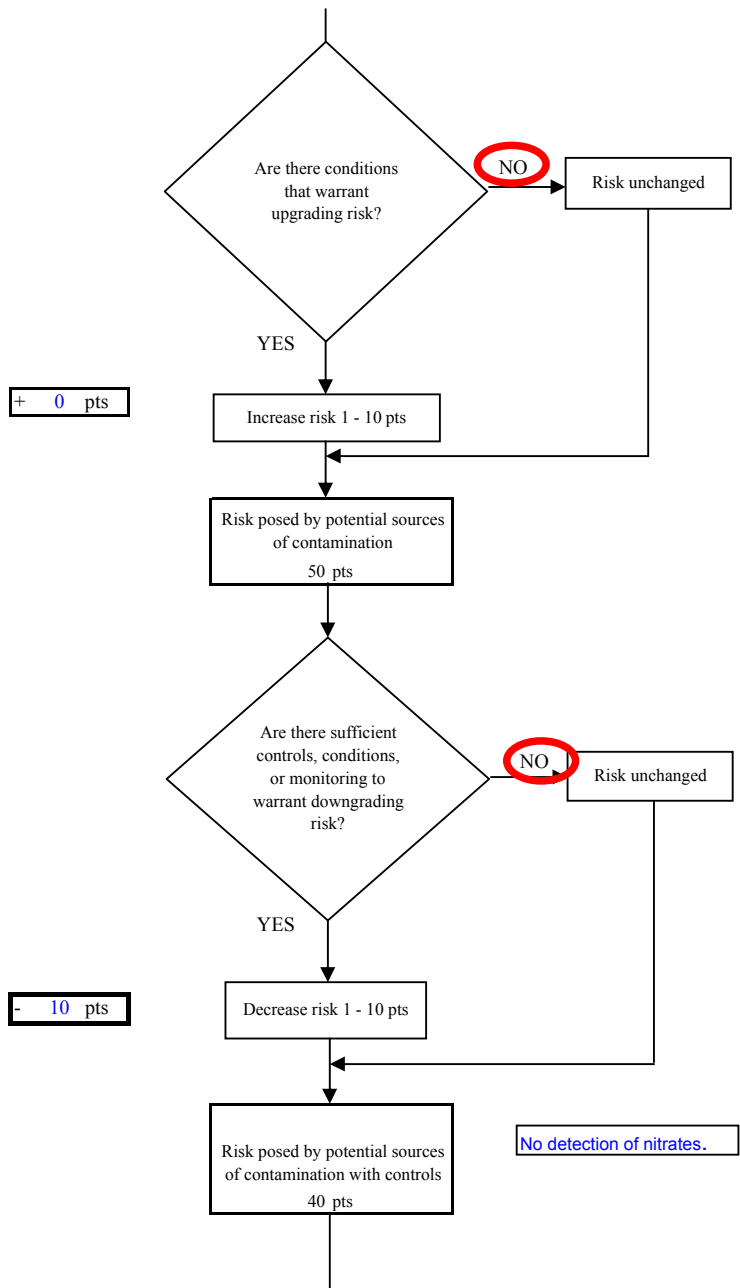 Are there conditions
that warrant
upgrading risk?
NO
Risk unchanged
YES
+ 0 pts
Increase risk 1 - 10 pts
Risk posed by potential sources
of contamination
50 pts
Are there sufficient
controls, conditions,
or monitoring to
warrant downgrading
risk?
NO
Risk unchanged
YES
- 10 pts
Decrease risk 1 - 10 pts
Risk posed by potential sources
of contamination with controls
40 pts
No detection of nitrates.